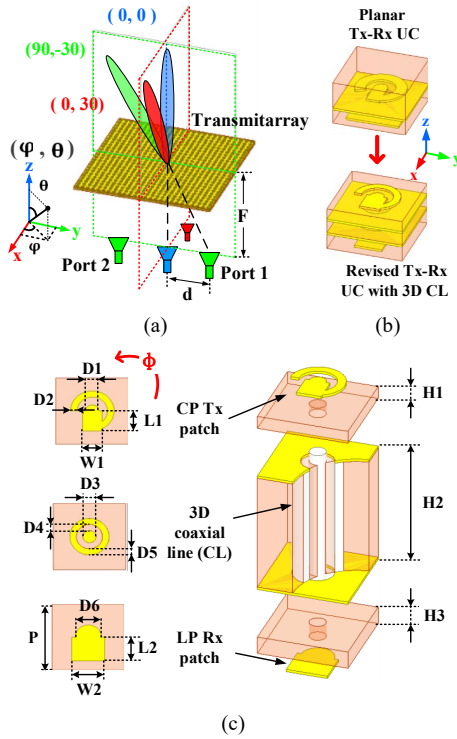 ( 0, 0 )
(90,-30)
( 0, 30)
Transmitarray
(φ , θ)
z
θ
y
φ
x
F
Port 2
Port 1
d
(a)
Planar
Tx-Rx UC
z
y
x
Revised Tx-Rx
UC with 3D CL
(b)
D1
Φ
D2
L1
W1
D3
D4
D5
D6
P
L2
W2
CP Tx
patch
H1
3D
coaxial
line (CL)
H2
H3
LP Rx
patch
(c)